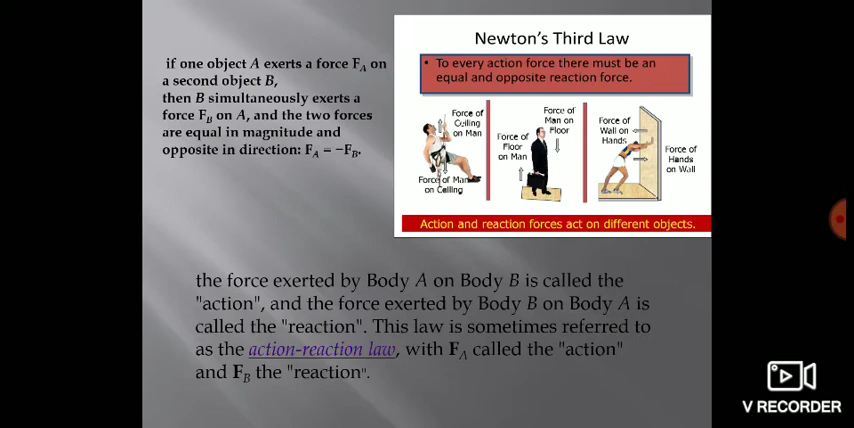 if one object A exerts a force FA on
a second object B,
then B simultaneously exerts a
force FB on A, and the two forces
are equal in magnitude and
opposite in direction: FA = −FB.
Newton's Third Law
• To every action force there must be an
equal and opposite reaction force.
Force of
Ceiling
on Man
Force of Man
on Ceiling
Force of
Floor
on Man
Force of
Man on
Floor
Force of
Wall on
Hands
Force of
Hands
on Wall
Action and reaction forces act on different objects.
the force exerted by Body A on Body B is called the
"action", and the force exerted by Body B on Body A is
called the "reaction". This law is sometimes referred to
as the action-reaction law, with FA called the "action"
and FB the "reaction".
V RECORDER